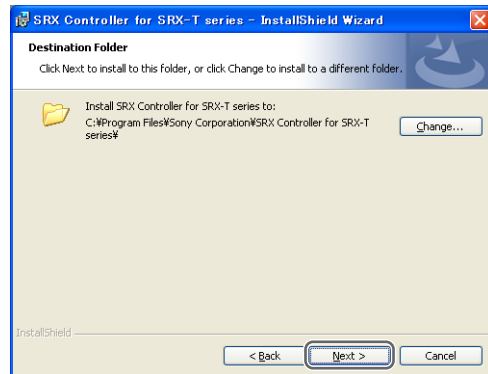 SRX Controller for SRX-T series - InstallShield Wizard
Destination Folder
Click Next to install to this folder, or click Change to install to a different folder.
Install SRX Controller for SRX-T series to:
C:¥Program Files¥Sony Corporation¥SRX Controller for SRX-T
series¥
Change...
InstallShield
< Back
Next >
Cancel